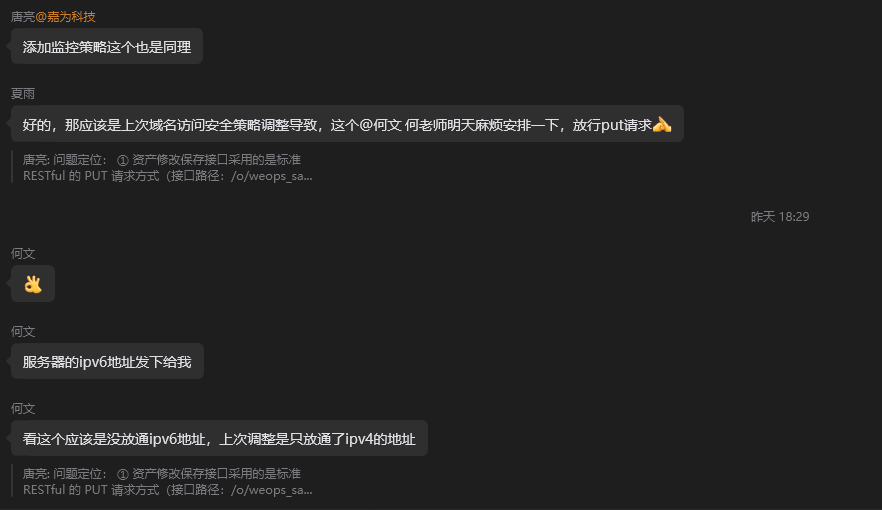 唐亮@嘉为科技
添加监控策略这个也是同理
夏雨
好的，那应该是上次域名访问安全策略调整导致，这个@何文 何老师明天麻烦安排一下，放行put请求
唐亮: 问题定位： ① 资产修改保存接口采用的是标准
RESTful 的 PUT 请求方式（接口路径：/o/weops_sa...
昨天 18:29
何文
何文
服务器的ipv6地址发下给我
何文
看这个应该是没放通ipv6地址，上次调整是只放通了ipv4的地址
唐亮: 问题定位： ① 资产修改保存接口采用的是标准
RESTful 的 PUT 请求方式（接口路径：/o/weops_sa...